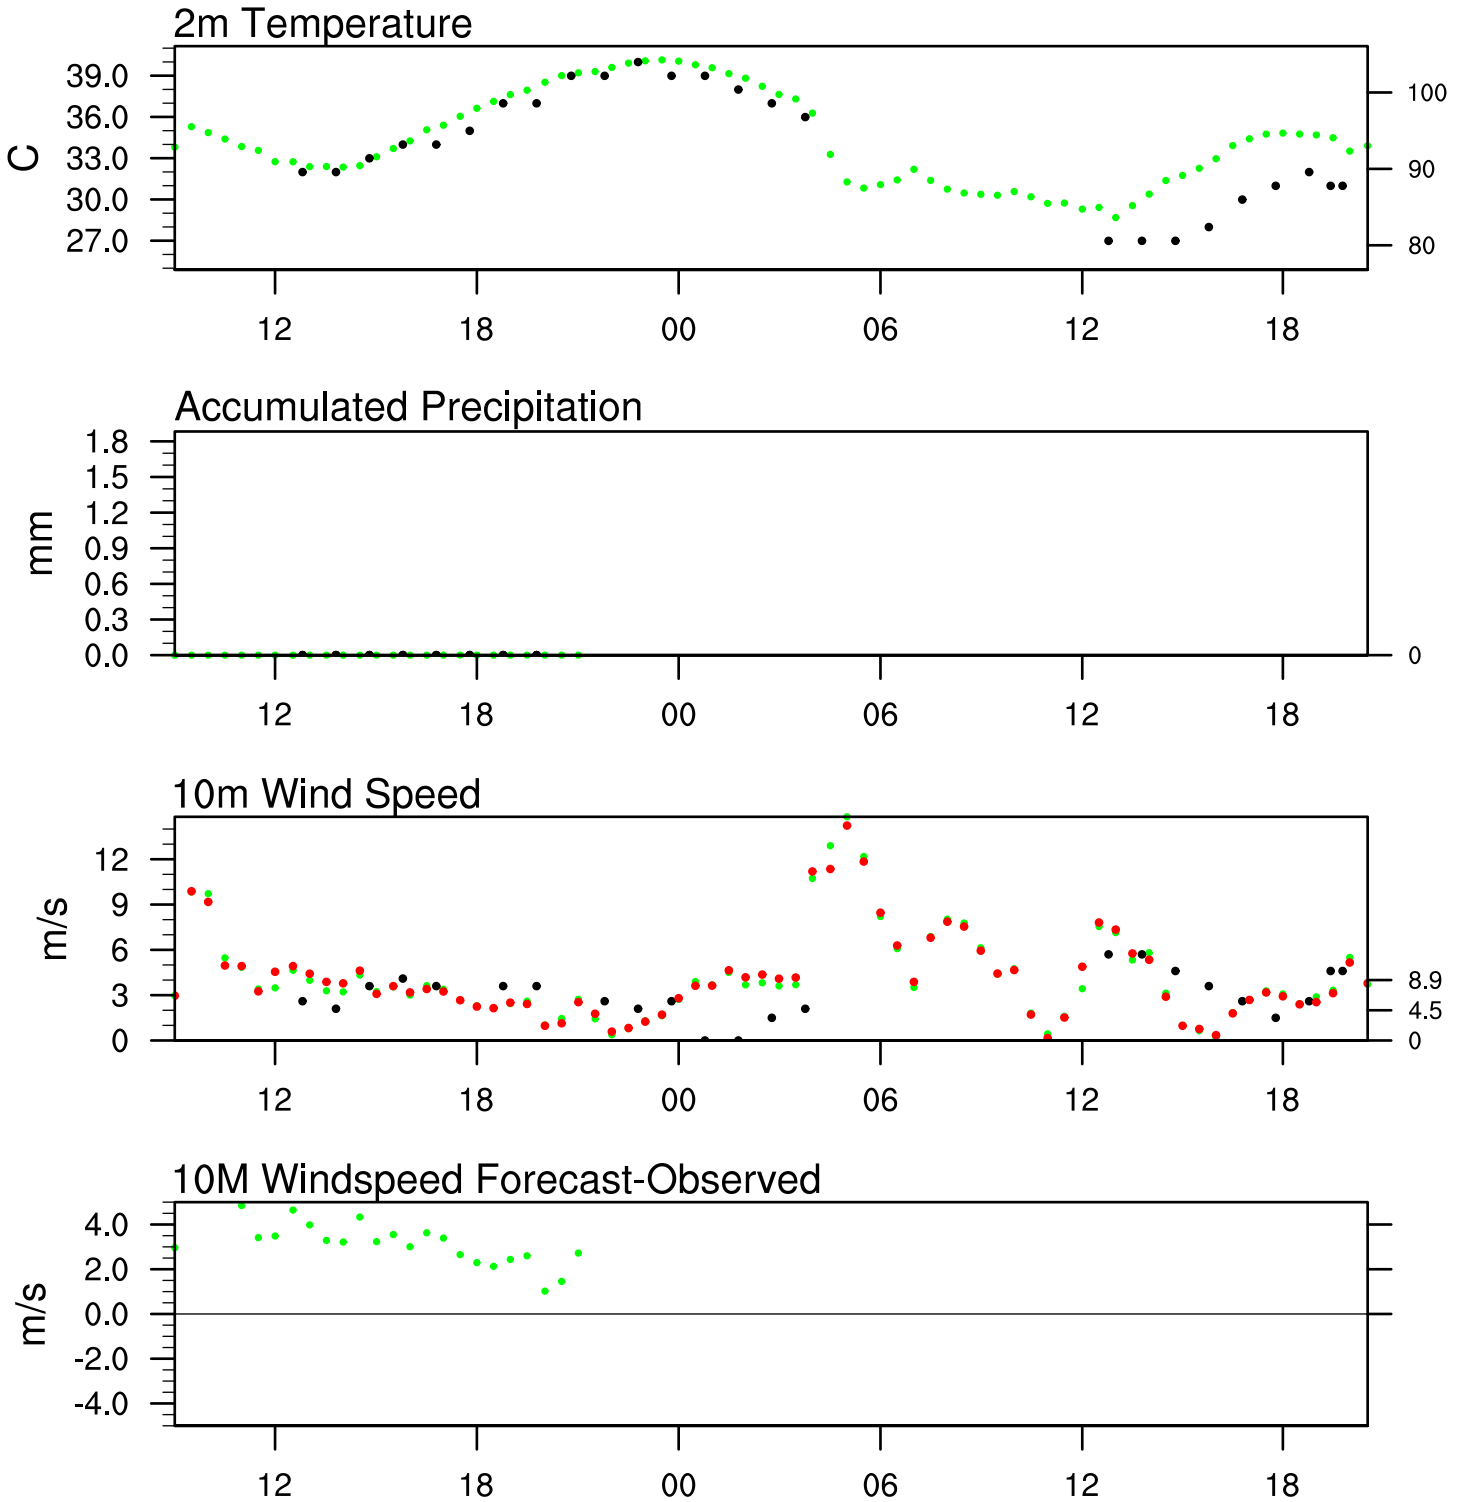 2m Temperature
39.0
36.0
33.0
30.0
27.0
C
100
90
80
12 18 00 06 12 18
Accumulated Precipitation
1.8
1.5
1.2
0.9
0.6
0.3
0.0
mm
0
12 18 00 06 12 18
10m Wind Speed
12
9
6
3
0
m/s
8.9
4.5
0
12 18 00 06 12 18
10M Windspeed Forecast-Observed
4.0
2.0
0.0
-2.0
-4.0
m/s
12 18 00 06 12 18